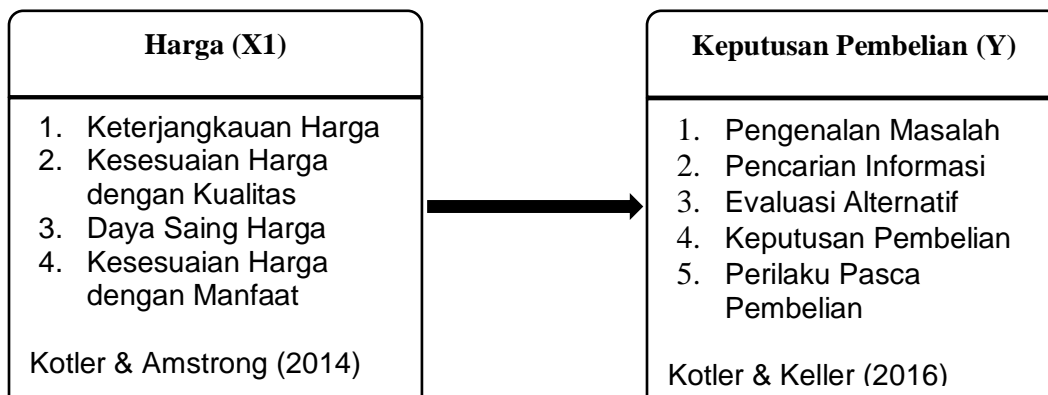 Harga (X1)
1. Keterjangkauan Harga
2. Kesesuaian Harga
dengan Kualitas
3. Daya Saing Harga
4. Kesesuaian Harga
dengan Manfaat
Kotler & Amstrong (2014)
Keputusan Pembelian (Y)
1. Pengenalan Masalah
2. Pencarian Informasi
3. Evaluasi Alternatif
4. Keputusan Pembelian
5. Perilaku Pasca
Pembelian
Kotler & Keller (2016)